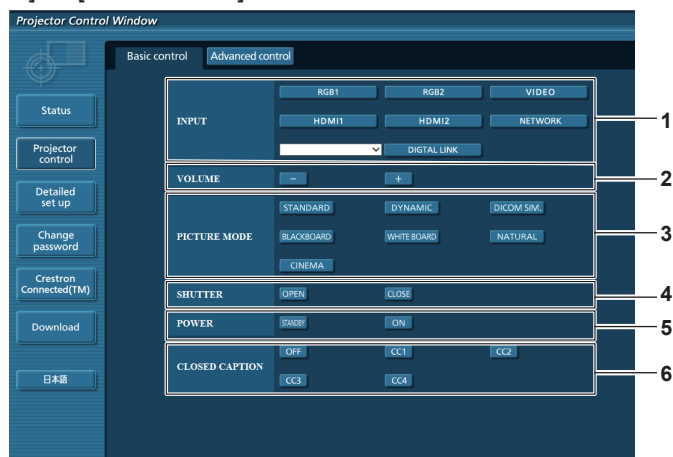 Projector Control Window
Basic control Advanced control
Status
Projector
control
Detailed
set up
Change
password
Crestron
Connected(TM)
Download
日本語
INPUT
RGB1 RGB2 VIDEO
HDMI1 HDMI2 NETWORK
DIGTAL LINK
1
VOLUME - + 2
PICTURE MODE
STANDARD DYNAMIC DICOM SIM.
BLACKBOARD WHITE BOARD NATURAL
CINEMA
3
SHUTTER OPEN CLOSE 4
POWER STANDBY ON 5
CLOSED CAPTION
OFF CC1 CC2
CC3 CC4
6